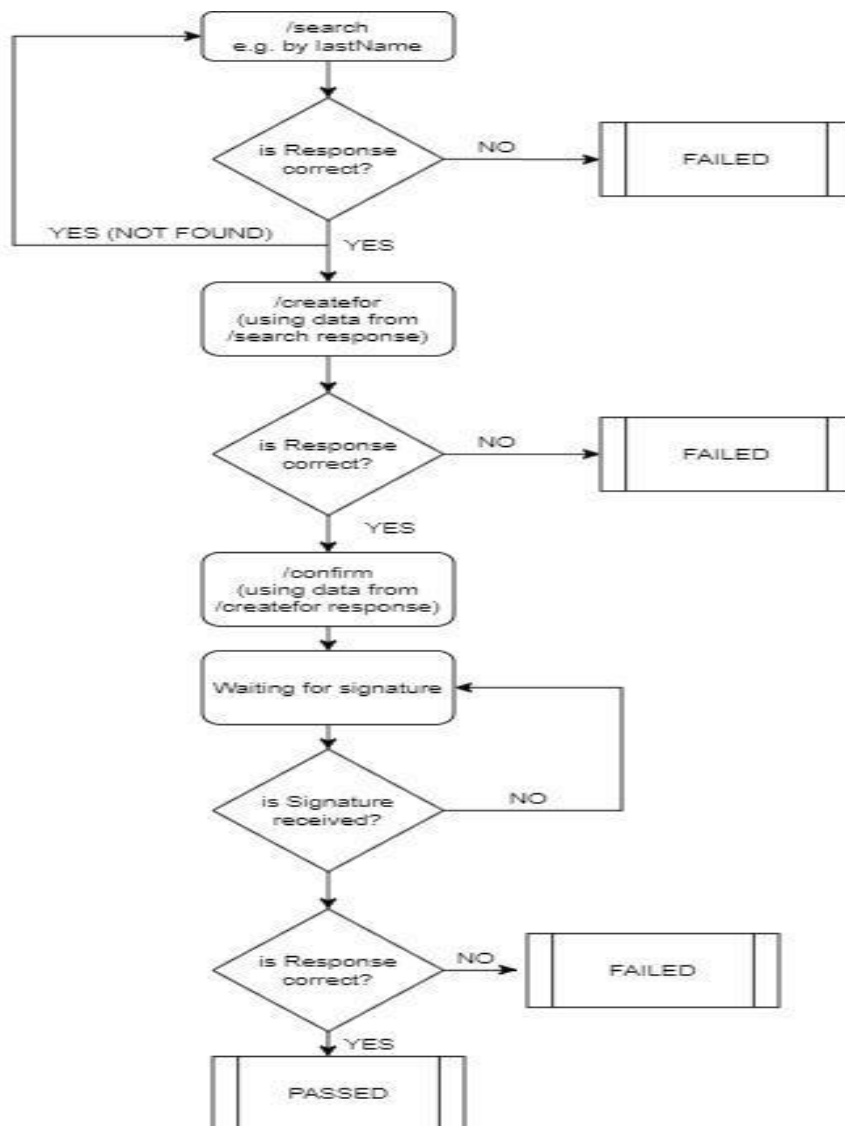 /search
e.g. by lastName
is Response
correct?
NO
FAILED
YES (NOT FOUND)
YES
/createfor
(using data from
/search response)
is Response
correct?
NO
FAILED
YES
/confirm
(using data from
/createfor response)
Waiting for signature
is Signature
received?
NO
is Response
correct?
NO
FAILED
YES
PASSED